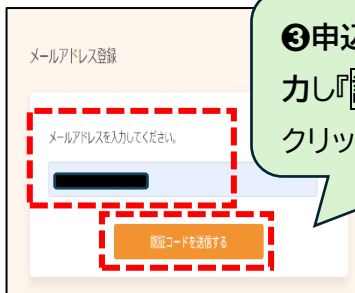 メールアドレス登録
❸申込
力し『
クリッ
メールアドレスを入力してください。
認証コードを送信する